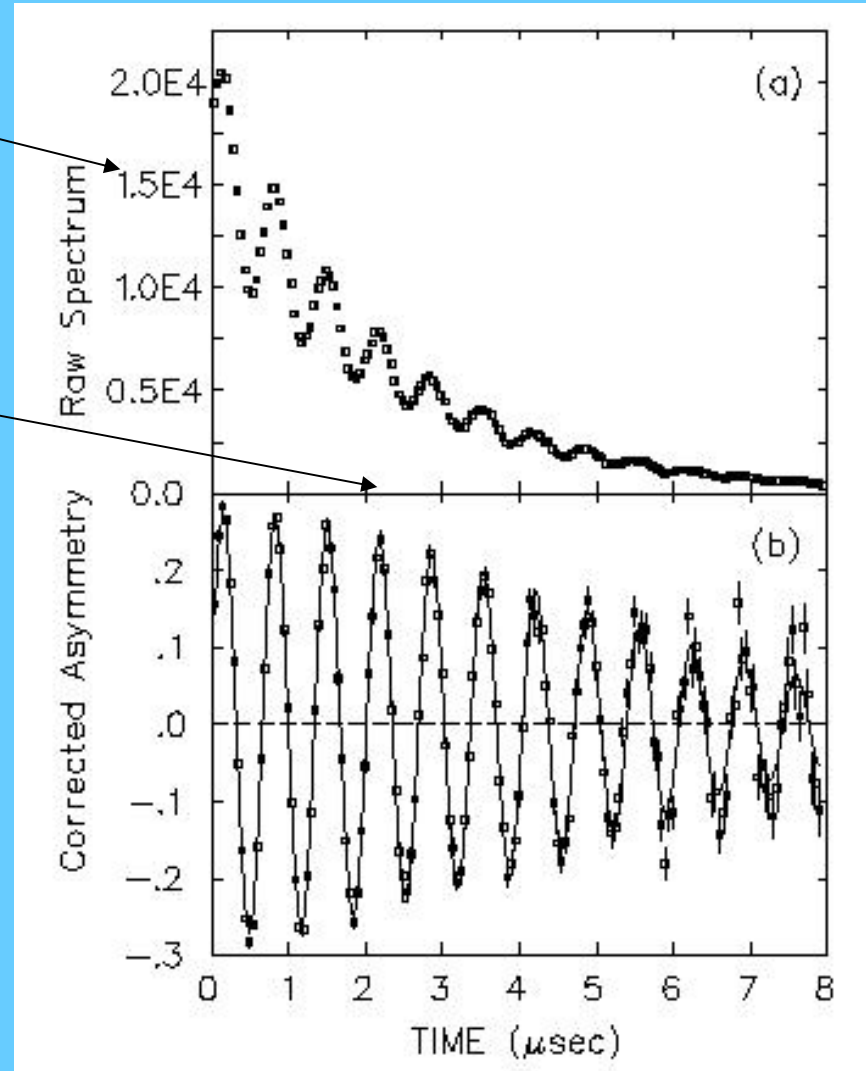 (a)
2.0E4
1.5E4
1.0E4
0.5E4
0.0
Raw Spectrum
(b)
.2
.1
.0
-.1
-.2
-.3
Corrected Asymmetry
0 1 2 3 4 5 6 7 8
TIME (μsec)